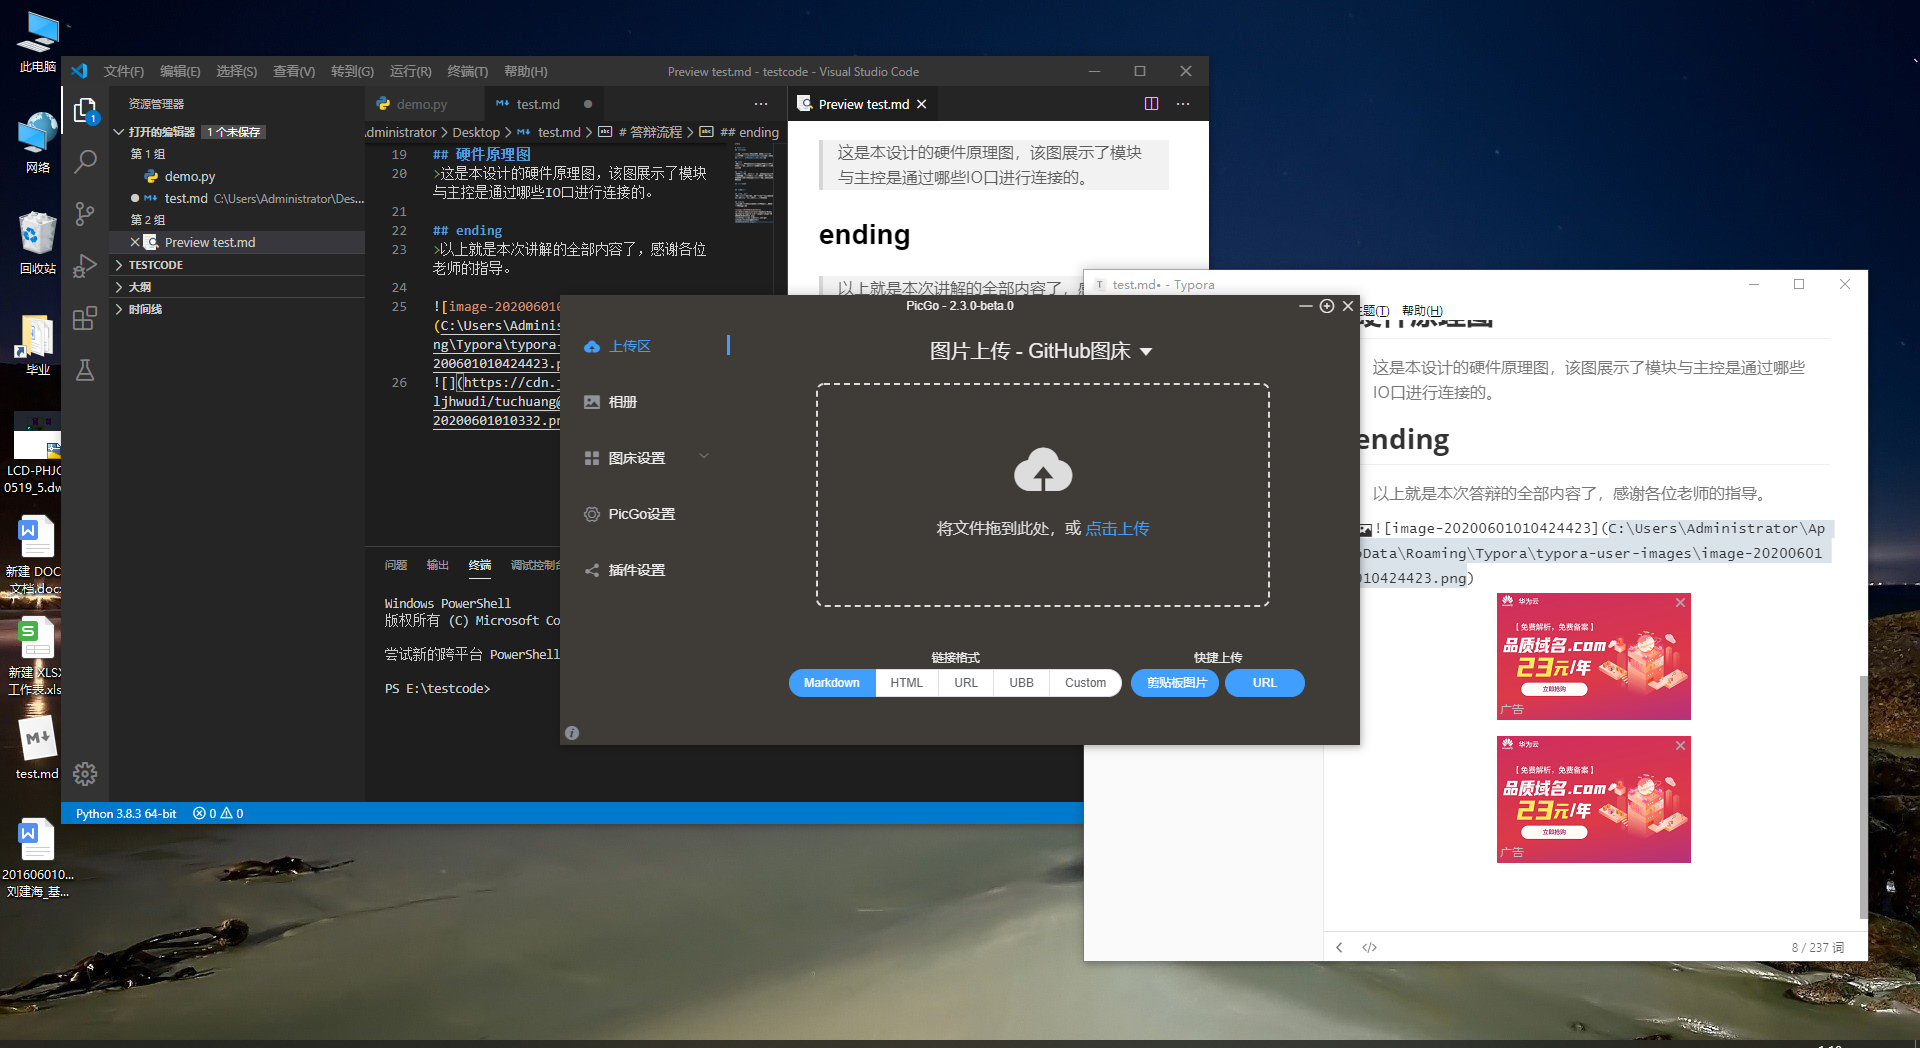 此电脑
网络
回收站
毕业
LCD-PHJC
0519_5.dw
新建 DOC
文档.docx
新建 XLSX
工作表.xls
test.md
201606010...
刘建海_基...
文件(F) 编辑(E) 选择(S) 查看(V) 转到(G) 运行(R) 终端(T) 帮助(H)
Preview test.md - testcode - Visual Studio Code
资源管理器
打开的编辑器 1 个未保存
第 1 组
demo.py
test.md C:\Users\Administrator\Des...
第 2 组
Preview test.md
TESTCODE
大纲
时间线
1
demo.py
test.md
dministrator > Desktop > test.md > # 答辩流程 > ## ending
19 ## 硬件原理图
20 >这是本设计的硬件原理图，该图展示了模块
与主控是通过哪些IO口进行连接的。
21
22 ## ending
23 >以上就是本次讲解的全部内容了，感谢各位
老师的指导。
24
25 ![image-202006010
(C:\Users\Adminis
ng\Typora\typora-
200601010424423.p
26 ![](https://cdn.j
ljhwudi/tuchuang@
20200601010332.pn
问题 输出 终端 调试控制台
Windows PowerShell
版权所有 (C) Microsoft Co
尝试新的跨平台 PowerShell
PS E:\testcode>
Python 3.8.3 64-bit 0 0
Preview test.md
这是本设计的硬件原理图，该图展示了模块
与主控是通过哪些IO口进行连接的。
ending
以上就是本次讲解的全部内容了，感
PicGo - 2.3.0-beta.0
上传区
相册
图床设置
PicGo设置
插件设置
图片上传 - GitHub图床
将文件拖到此处，或 点击上传
链接格式
Markdown HTML URL UBB Custom
快捷上传
剪贴板图片 URL
T test.md• - Typora
主题(T) 帮助(H)
硬件原理图
这是本设计的硬件原理图，该图展示了模块与主控是通过哪些
IO口进行连接的。
ending
以上就是本次答辩的全部内容了，感谢各位老师的指导。
![image-20200601010424423](C:\Users\Administrator\Ap
pData\Roaming\Typora\typora-user-images\image-20200601
010424423.png)
华为云
【 免费解析，免费备案 】
品质域名.com
23元/年
立即抢购
广告
华为云
【 免费解析，免费备案 】
品质域名.com
23元/年
立即抢购
广告
8 / 237 词